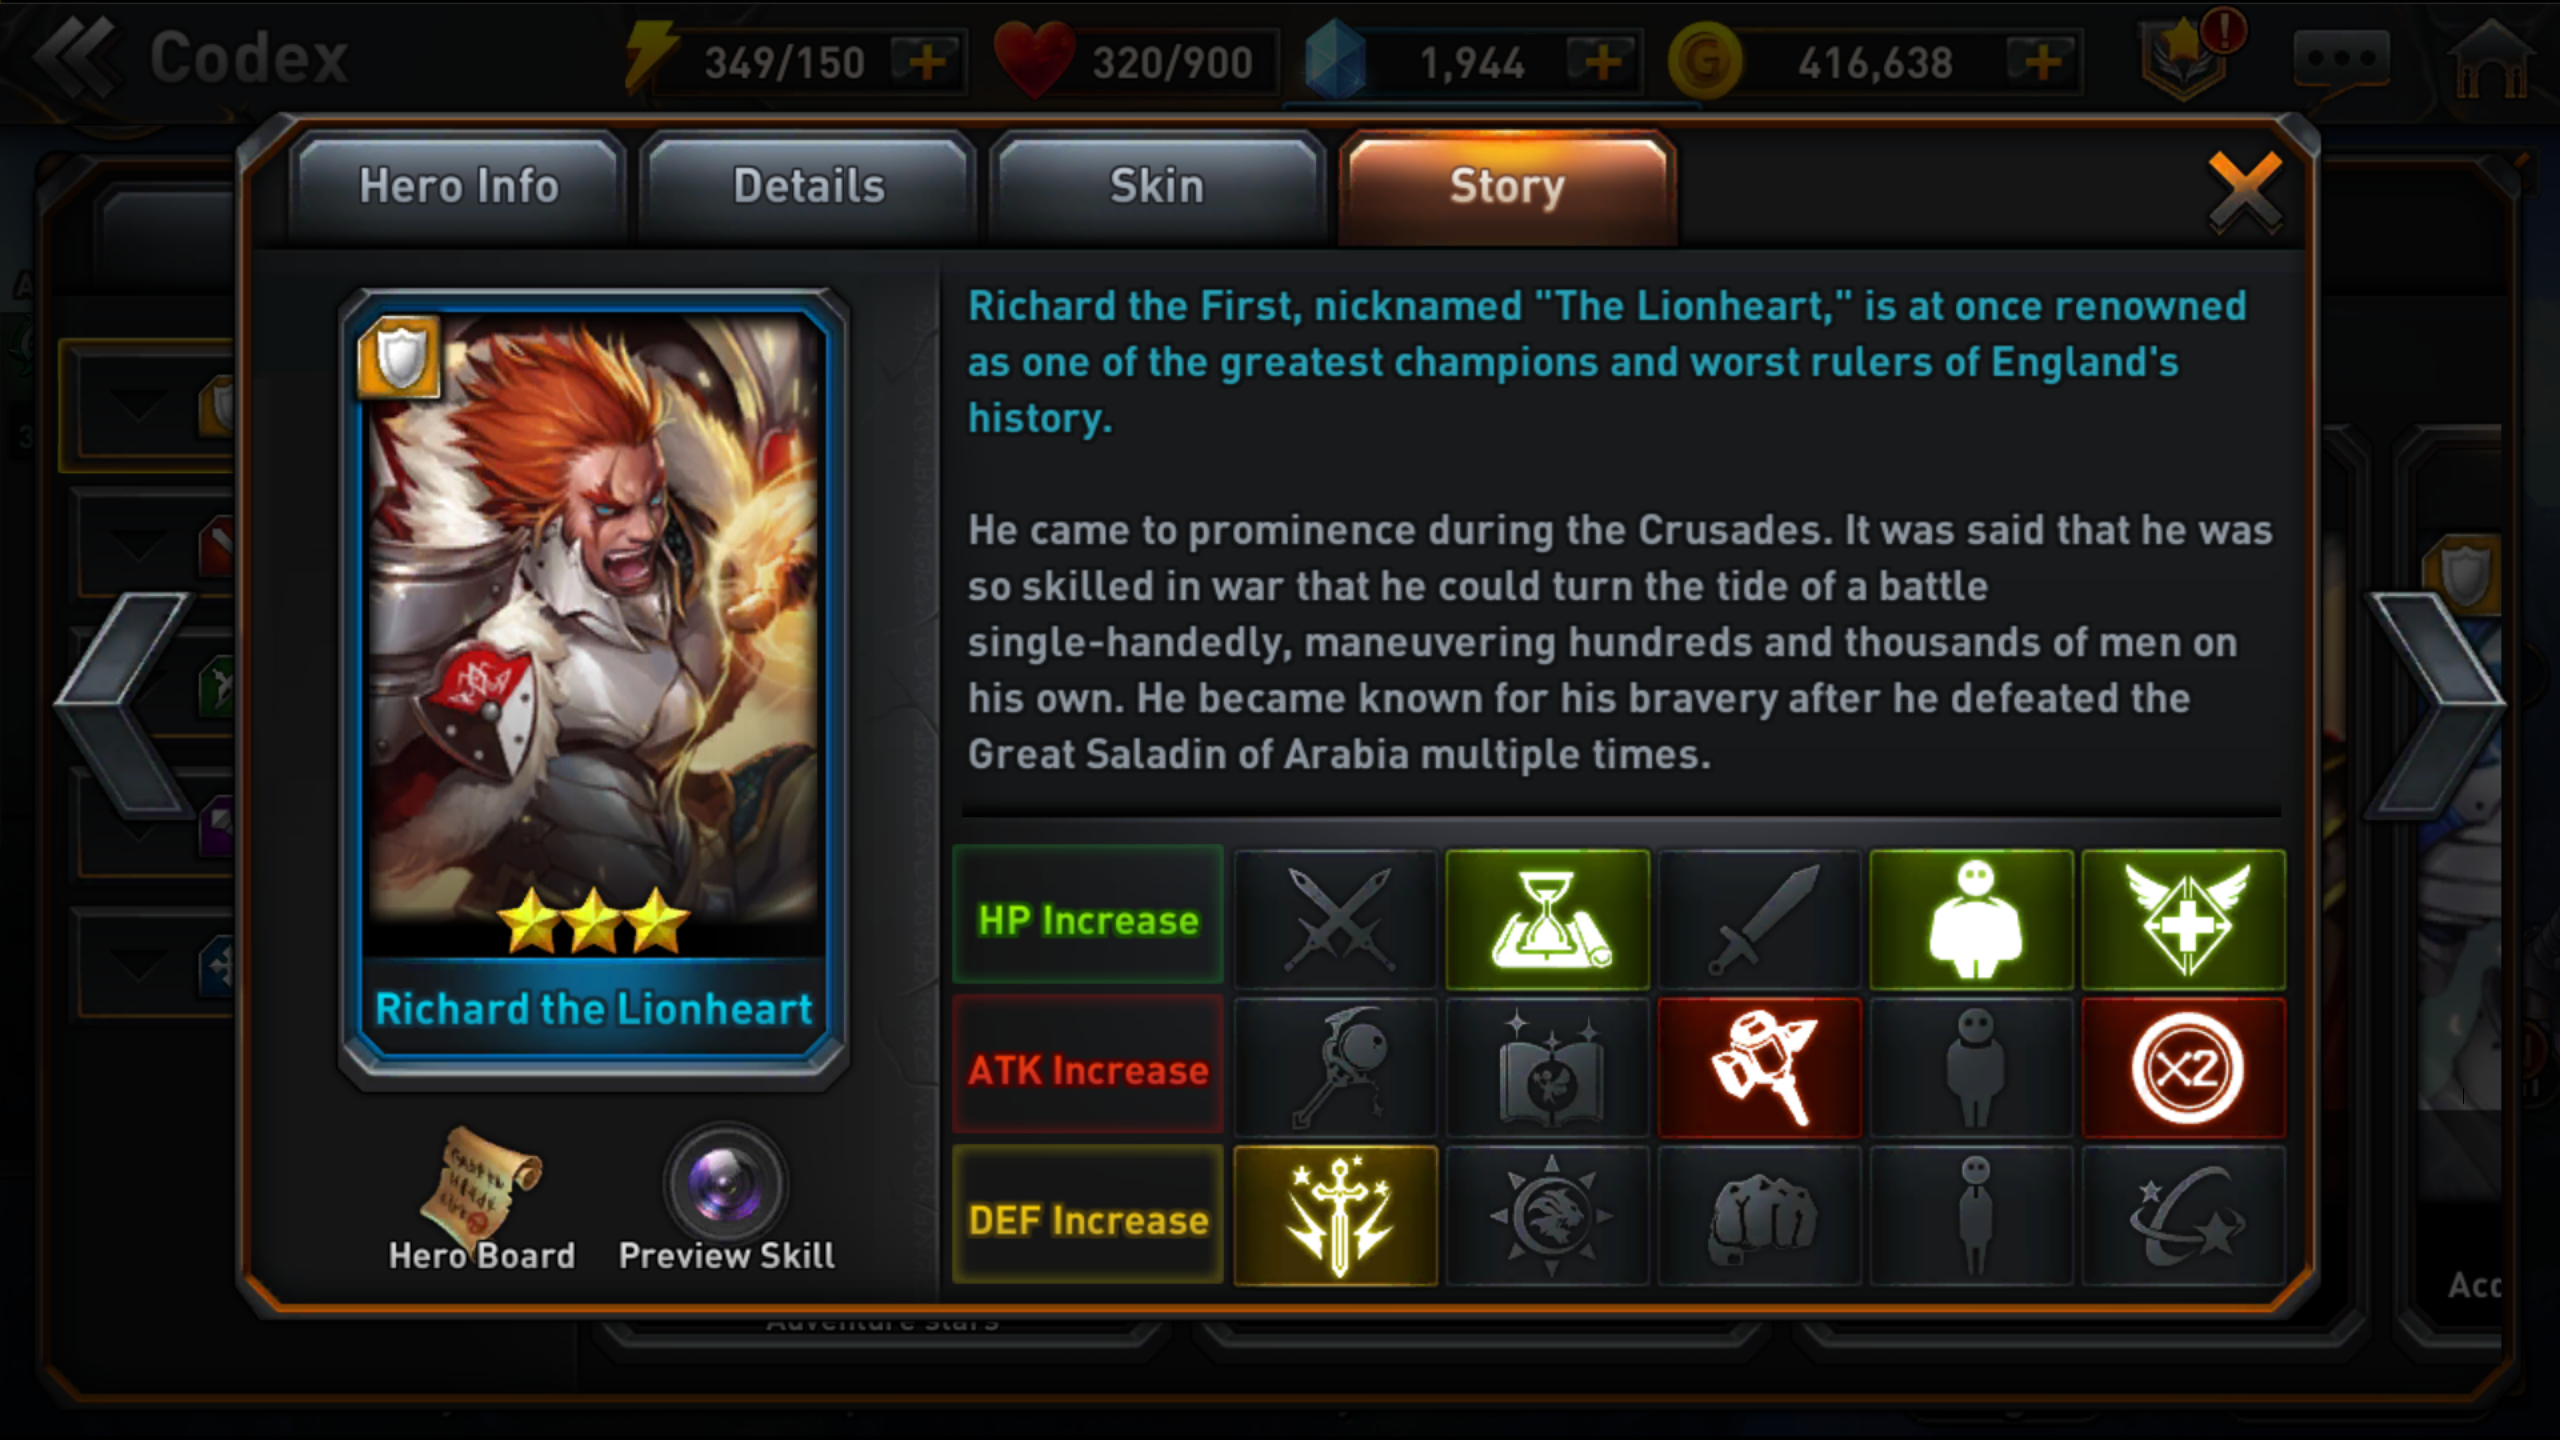 Codex
349/150
320/900
1,944
416,638
Hero Info
Details
Skin
Story
Richard the First, nicknamed "The Lionheart," is at once renowned
as one of the greatest champions and worst rulers of England's
history.
He came to prominence during the Crusades. It was said that he was
so skilled in war that he could turn the tide of a battle
single-handedly, maneuvering hundreds and thousands of men on
his own. He became known for his bravery after he defeated the
Great Saladin of Arabia multiple times.
Richard the Lionheart
Hero Board
Preview Skill
HP Increase
ATK Increase
X2
DEF Increase
Adventure Stars